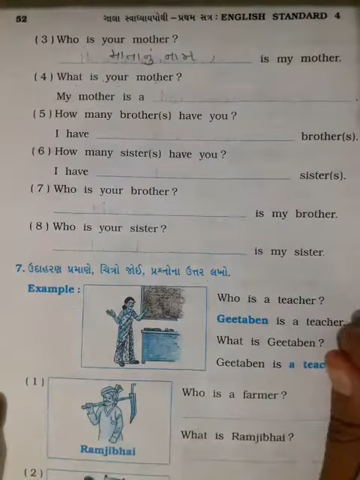 52
ગાલા સ્વાધ્યાયપોથી – પ્રથમ સત્ર : ENGLISH STANDARD 4
(3) Who is your mother ?
માતાનું નામ is my mother.
(4) What is your mother ?
My mother is a
(5) How many brother(s) have you ?
I have brother(s).
(6) How many sister(s) have you ?
I have sister(s).
(7) Who is your brother ?
is my brother.
(8) Who is your sister ?
is my sister.
7. ઉદાહરણ પ્રમાણે, ચિત્રો જોઈ, પ્રશ્નોના ઉત્તર લખો.
Example :
Who is a teacher ?
Geetaben is a teacher.
What is Geetaben ?
Geetaben is a teac
(1)
Who is a farmer ?
What is Ramjibhai ?
Ramjibhai
(2)